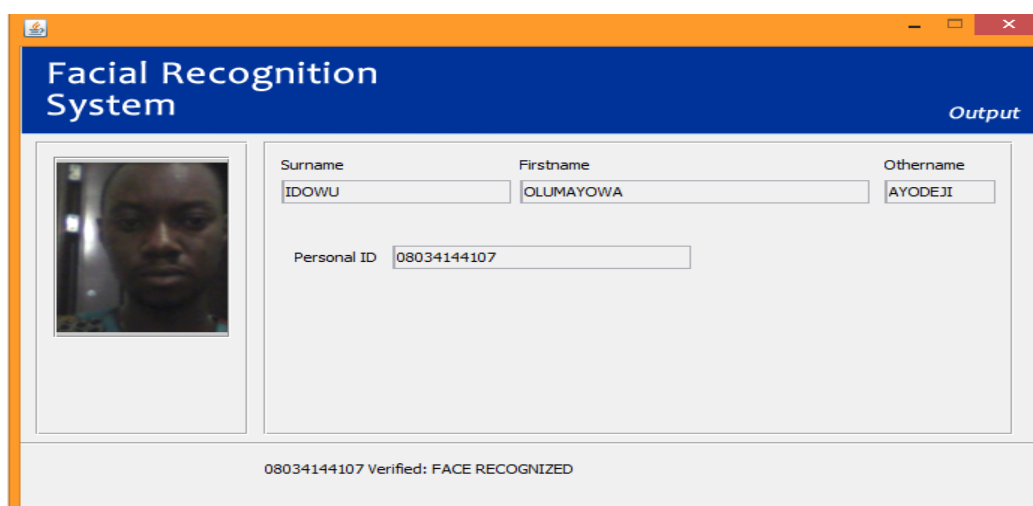 Facial Recognition
System
Output
Surname Firstname Othername
IDOWU OLUMAYOWA AYODEJI
Personal ID 08034144107
08034144107 Verified: FACE RECOGNIZED